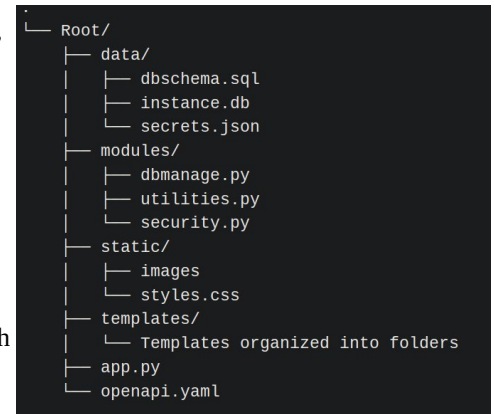 .
└── Root/
    ├── data/
    │   ├── dbschema.sql
    │   ├── instance.db
    │   └── secrets.json
    ├── modules/
    │   ├── dbmanage.py
    │   ├── utilities.py
    │   └── security.py
    ├── static/
    │   ├── images
    │   └── styles.css
    ├── templates/
    │   └── Templates organized into folders
    ├── app.py
    └── openapi.yaml